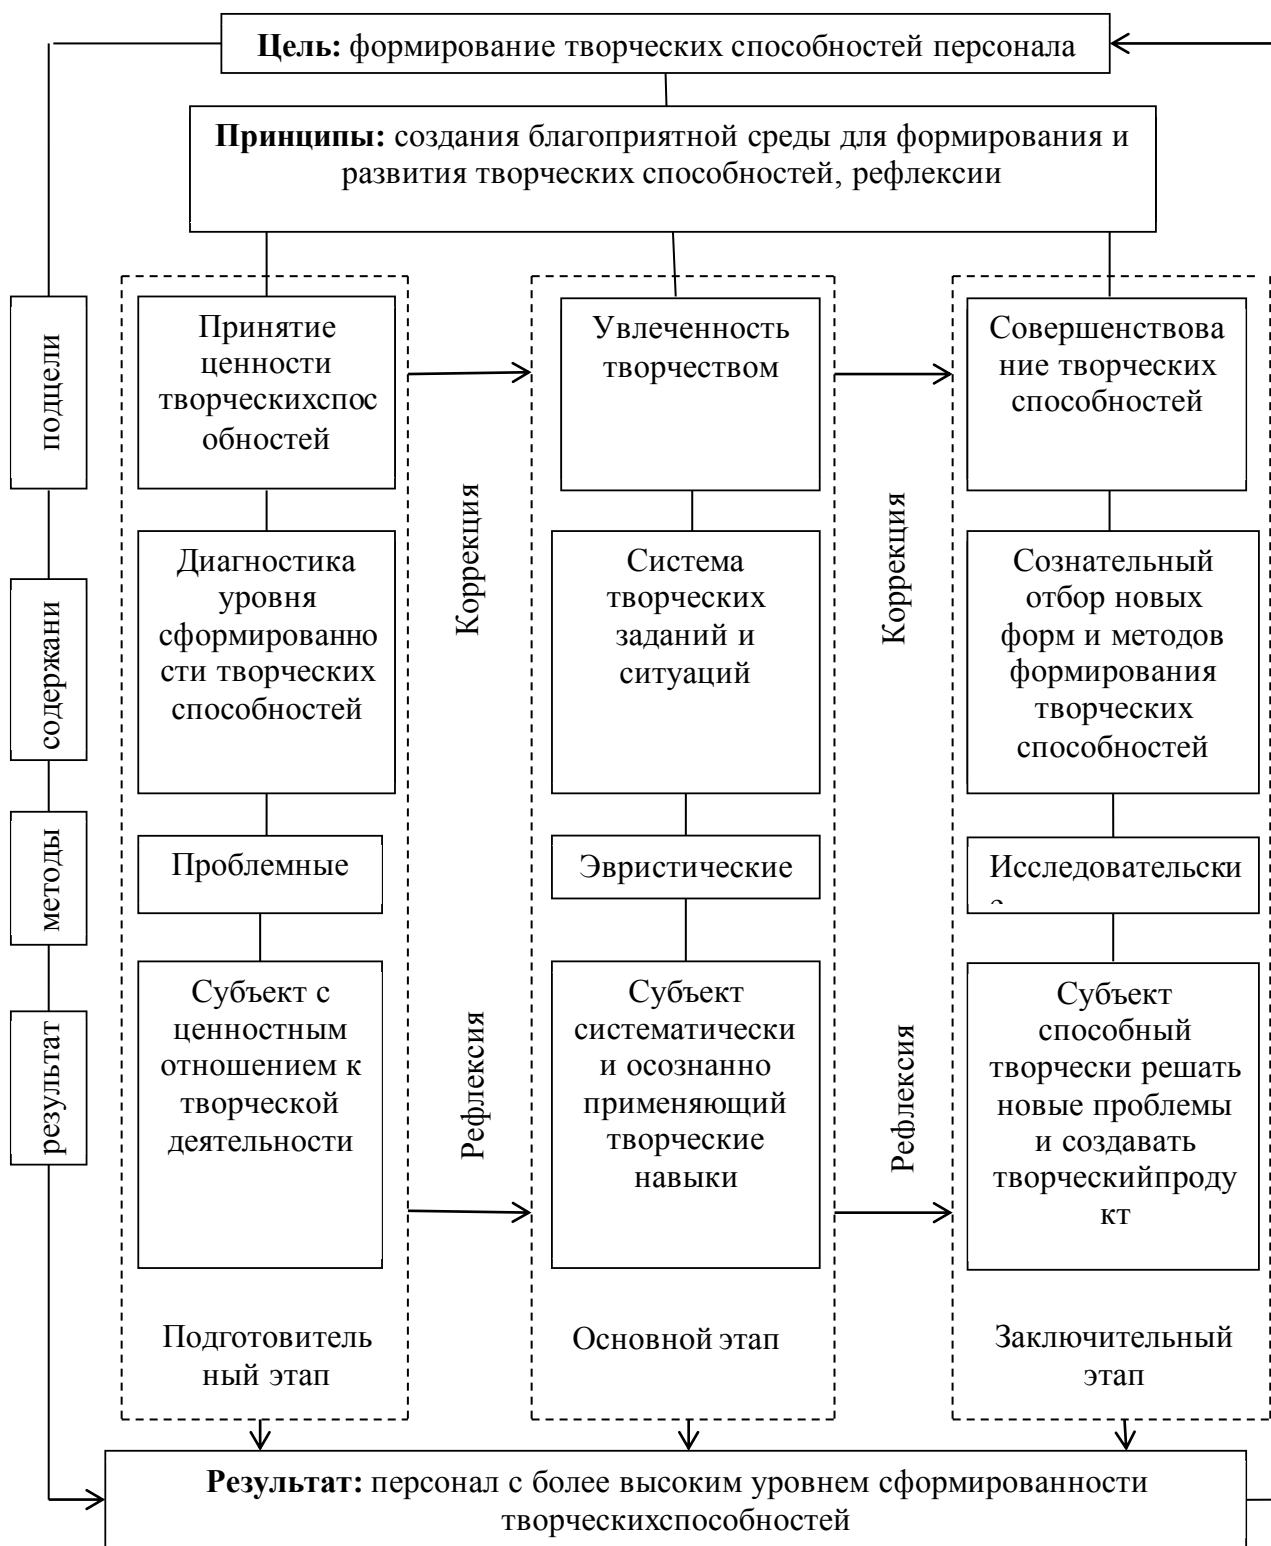 Цель: формирование творческих способностей персонала
Принципы: создания благоприятной среды для формирования и
развития творческих способностей, рефлексии
подцели
Принятие
ценности
творческихспос
обностей
Увлеченность
творчеством
Совершенствова
ние творческих
способностей
Коррекция
Коррекция
содержани
Диагностика
уровня
сформированно
сти творческих
способностей
Система
творческих
заданий и
ситуаций
Сознательный
отбор новых
форм и методов
формирования
творческих
способностей
методы
Проблемные
Эвристические
Исследовательски
результат
Субъект с
ценностным
отношением к
творческой
деятельности
Рефлексия
Субъект
систематически
и осознанно
применяющий
творческие
навыки
Рефлексия
Субъект
способный
творчески решать
новые проблемы
и создавать
творческийпроду
кт
Подготовитель
ный этап
Основной этап
Заключительный
этап
Результат: персонал с более высоким уровнем сформированности
творческихспособностей